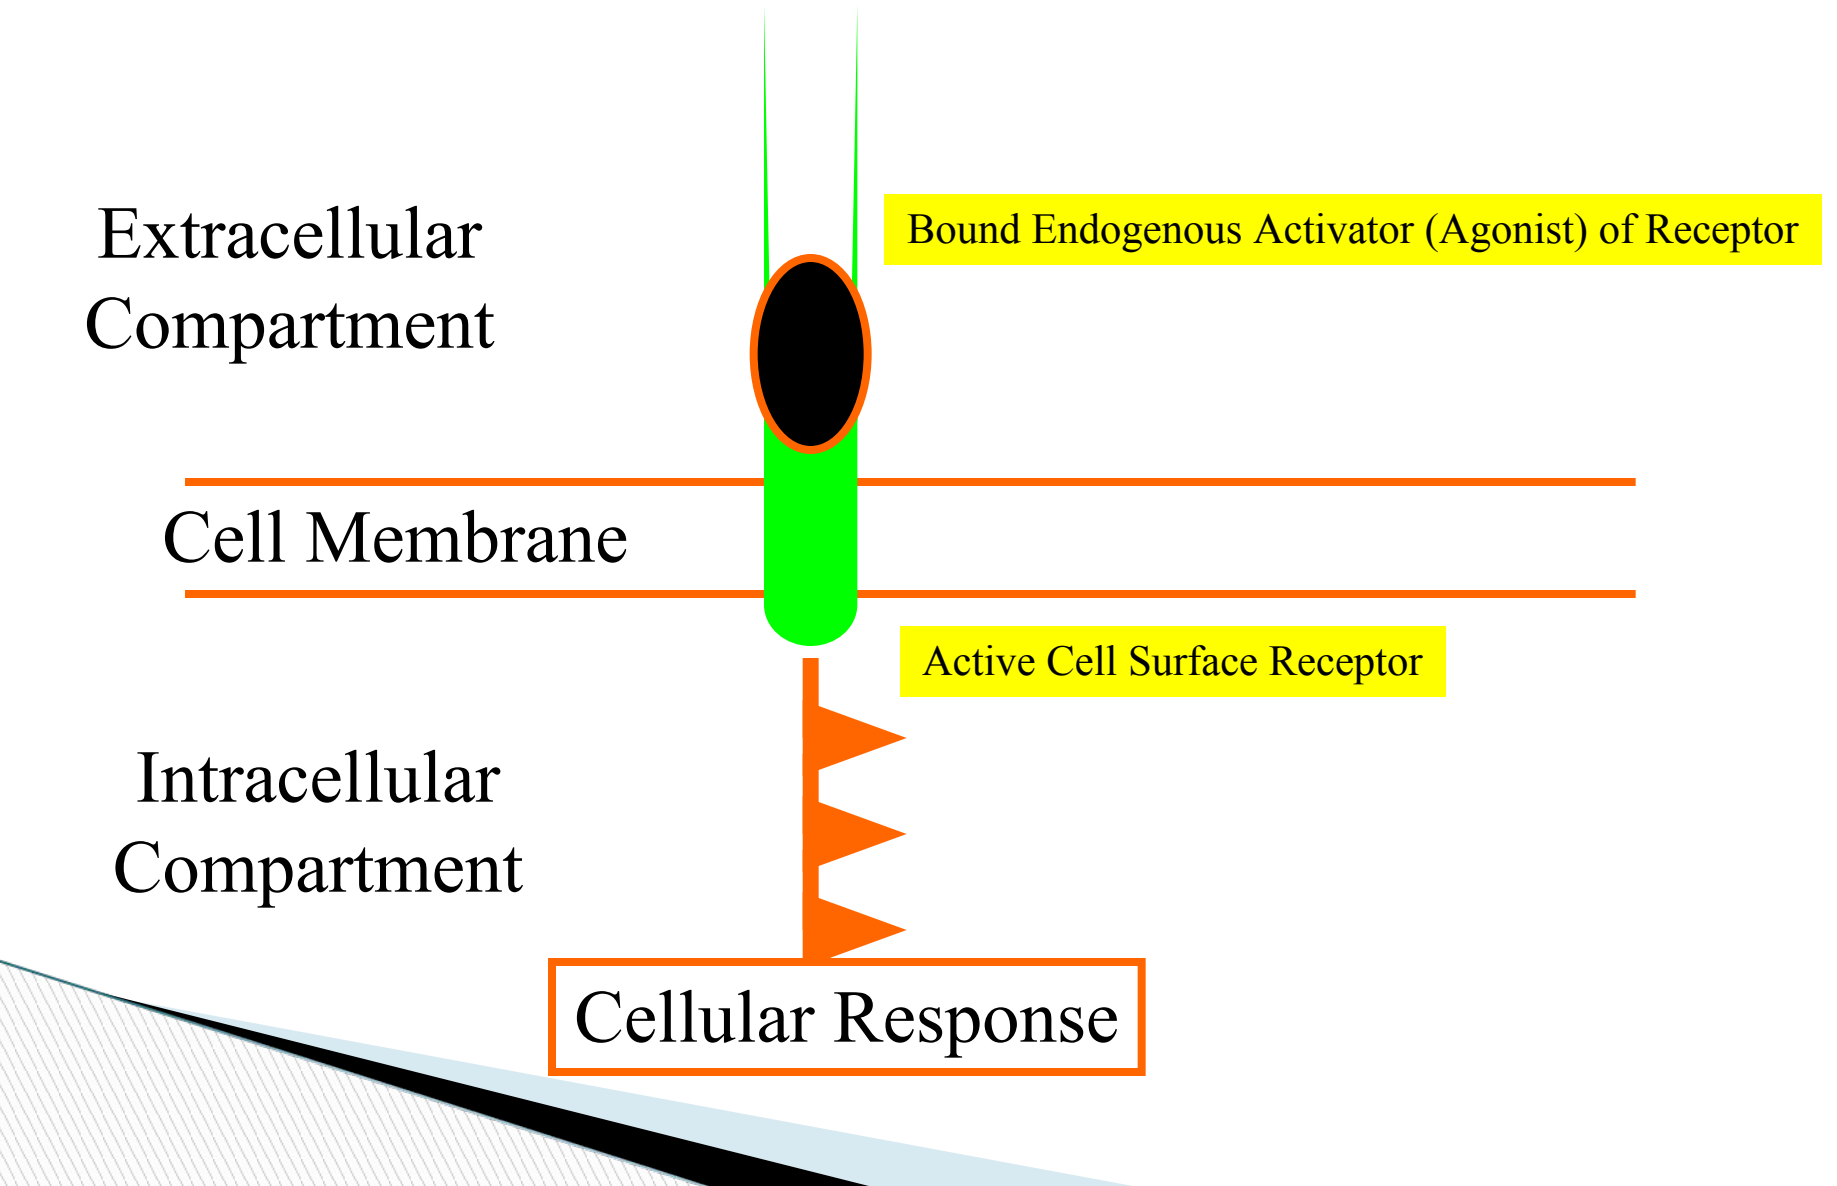 Extracellular
Compartment
Bound Endogenous Activator (Agonist) of Receptor
Cell Membrane
Active Cell Surface Receptor
Intracellular
Compartment
Cellular Response